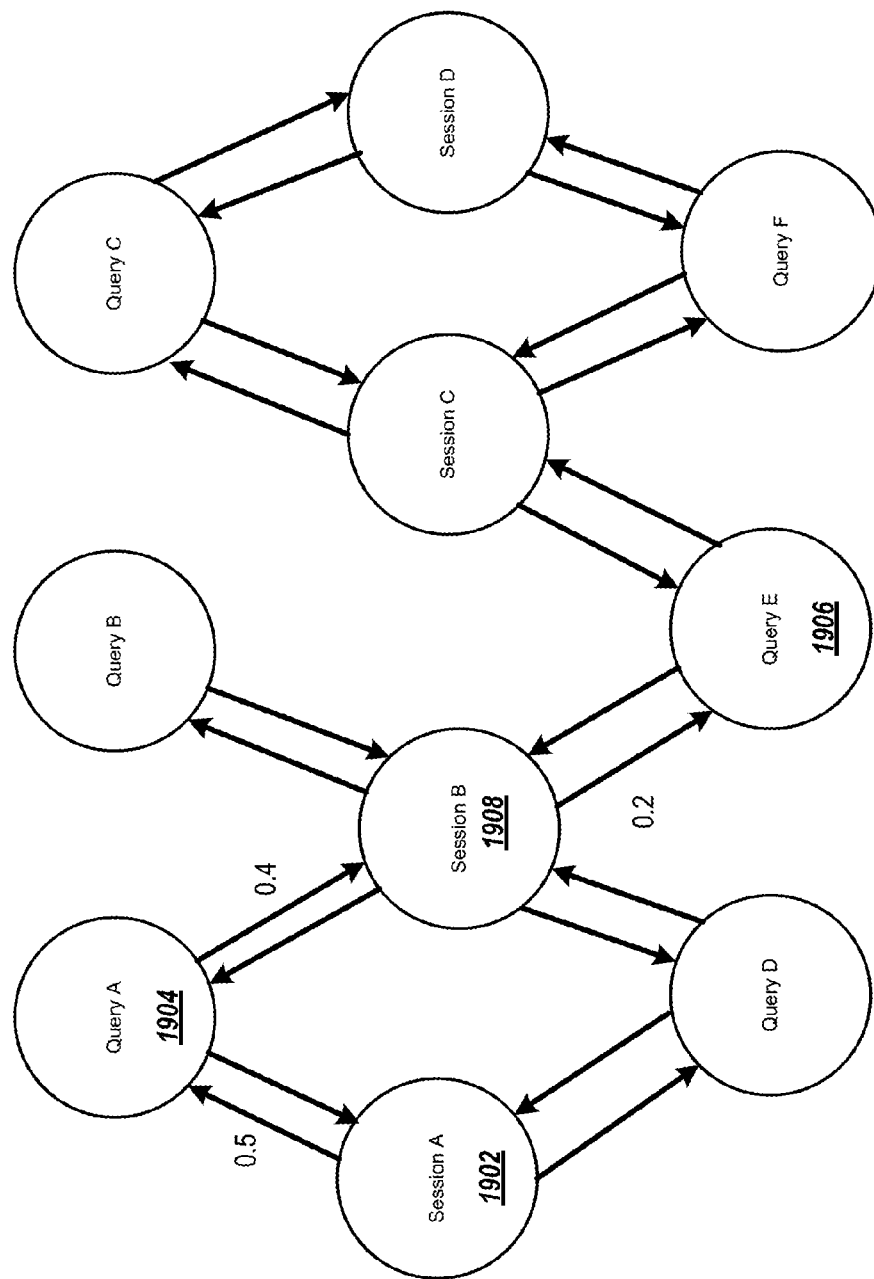 Query A
1904
Query B
Query C
0.5
0.4
Session A
1902
Session B
1908
Session C
Session D
0.2
Query D
Query E
1906
Query F